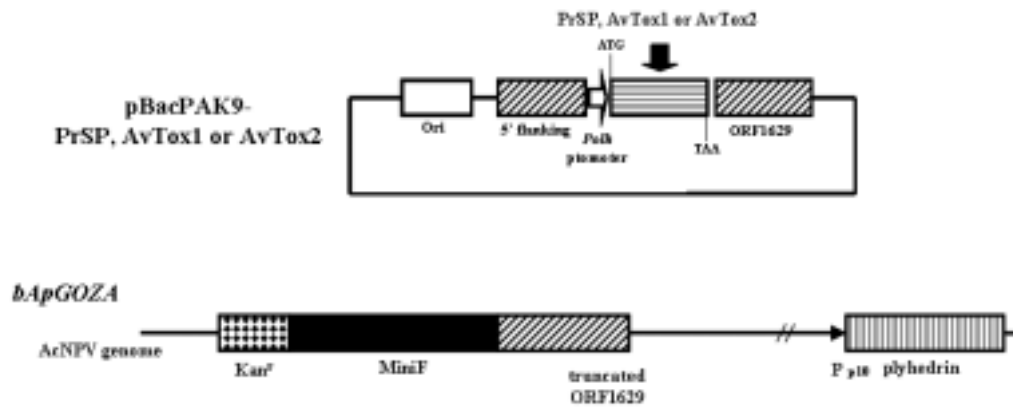 PrSP, AvTox1 or AvTox2
ATG
pBacPAK9-
PrSP, AvTox1 or AvTox2
Ori
5' flanking
Polh
promoter
TAA
ORF1629
bApGOZA
AcNPV genome
Kanr
MiniF
truncated
ORF1629
//
P p10
plyhedrin